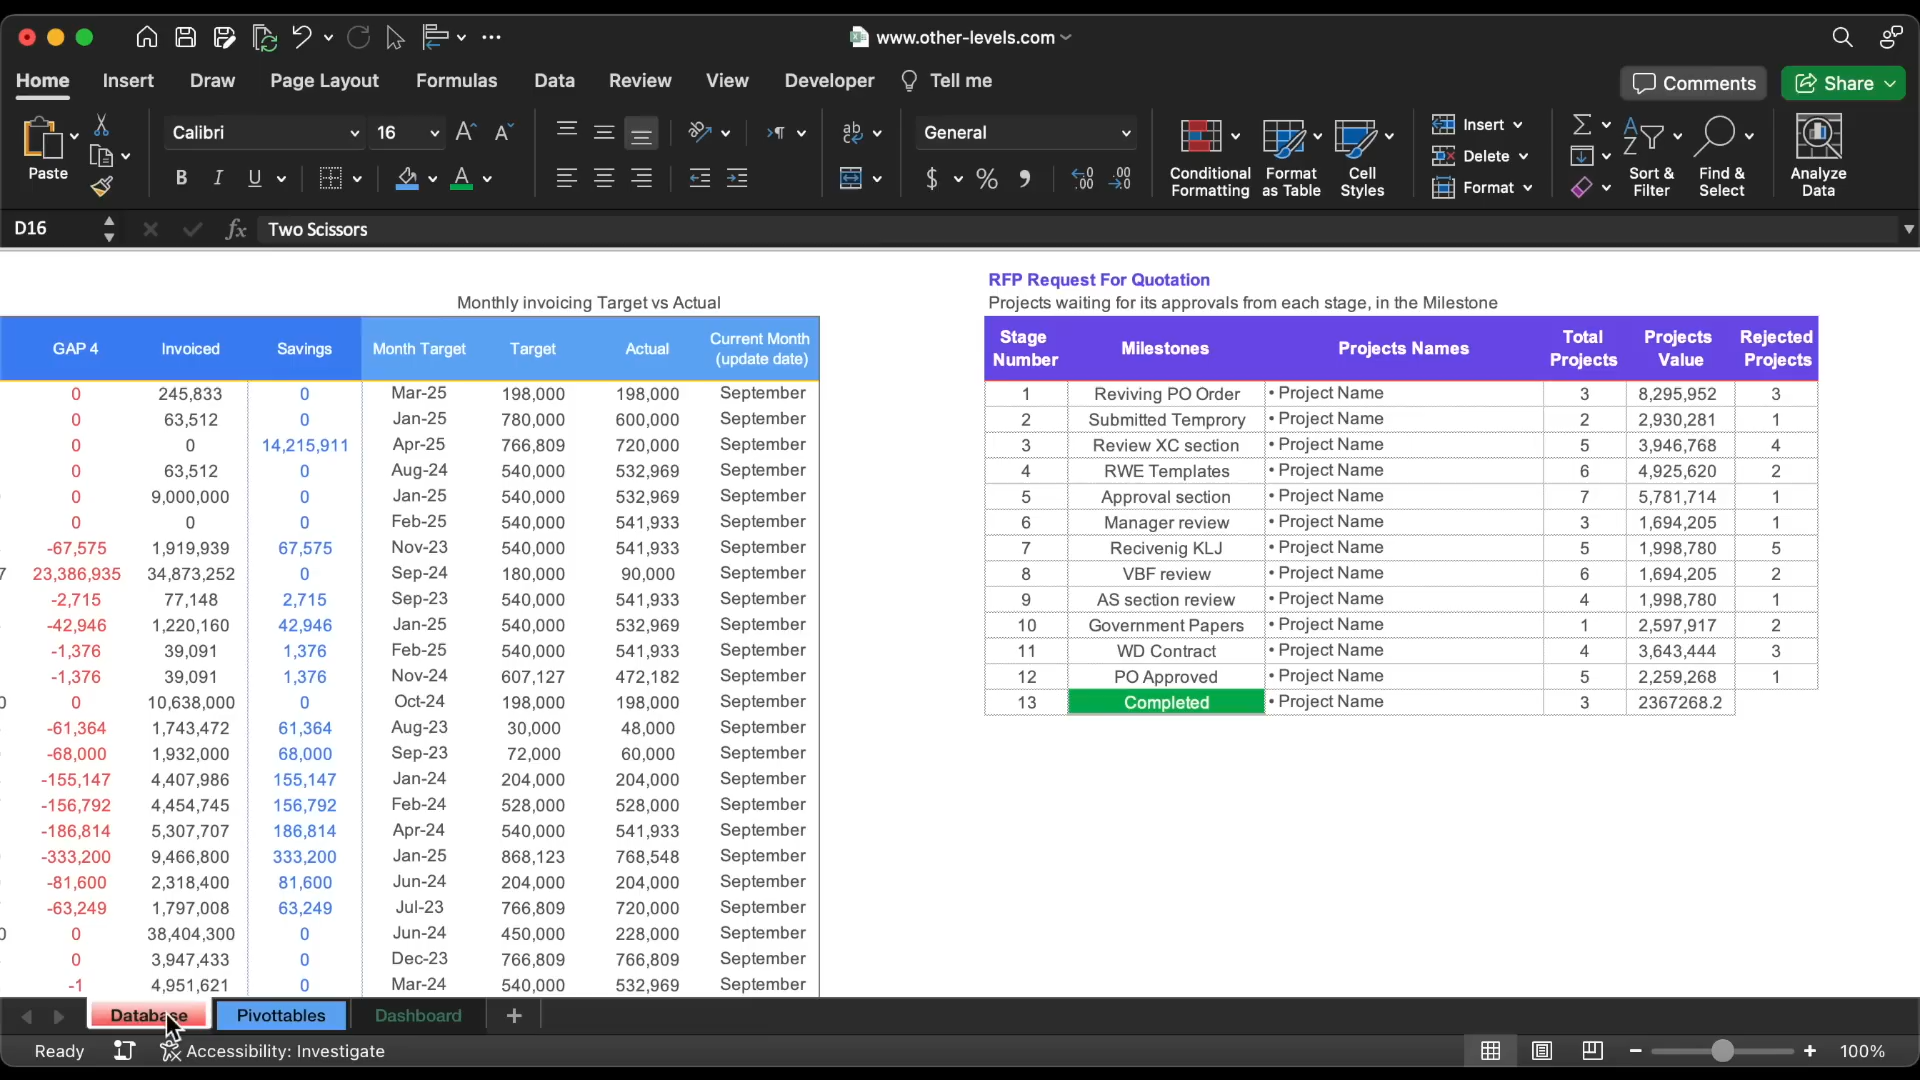 www.other-levels.com
Home Insert Draw Page Layout Formulas Data Review View Developer Tell me Comments Share
Paste Calibri 16 General Insert Delete Format
B I U $ % Conditional Formatting Format as Table Cell Styles Sort & Filter Find & Select Analyze Data
D16 fx Two Scissors
Monthly invoicing Target vs Actual
GAP 4 Invoiced Savings Month Target Target Actual Current Month (update date)
0 245,833 0 Mar-25 198,000 198,000 September
0 63,512 0 Jan-25 780,000 600,000 September
0 0 14,215,911 Apr-25 766,809 720,000 September
0 63,512 0 Aug-24 540,000 532,969 September
0 9,000,000 0 Jan-25 540,000 532,969 September
0 0 0 Feb-25 540,000 541,933 September
-67,575 1,919,939 67,575 Nov-23 540,000 541,933 September
7 23,386,935 34,873,252 0 Sep-24 180,000 90,000 September
-2,715 77,148 2,715 Sep-23 540,000 541,933 September
-42,946 1,220,160 42,946 Jan-25 540,000 532,969 September
-1,376 39,091 1,376 Feb-25 540,000 541,933 September
-1,376 39,091 1,376 Nov-24 607,127 472,182 September
0 10,638,000 0 Oct-24 198,000 198,000 September
-61,364 1,743,472 61,364 Aug-23 30,000 48,000 September
-68,000 1,932,000 68,000 Sep-23 72,000 60,000 September
-155,147 4,407,986 155,147 Jan-24 204,000 204,000 September
-156,792 4,454,745 156,792 Feb-24 528,000 528,000 September
-186,814 5,307,707 186,814 Apr-24 540,000 541,933 September
-333,200 9,466,800 333,200 Jan-25 868,123 768,548 September
-81,600 2,318,400 81,600 Jun-24 204,000 204,000 September
-63,249 1,797,008 63,249 Jul-23 766,809 720,000 September
0 38,404,300 0 Jun-24 450,000 228,000 September
0 3,947,433 0 Dec-23 766,809 766,809 September
-1 4,951,621 0 Mar-24 540,000 532,969 September
RFP Request For Quotation
Projects waiting for its approvals from each stage, in the Milestone
Stage Number Milestones Projects Names Total Projects Projects Value Rejected Projects
1 Reviving PO Order • Project Name 3 8,295,952 3
2 Submitted Temprory • Project Name 2 2,930,281 1
3 Review XC section • Project Name 5 3,946,768 4
4 RWE Templates • Project Name 6 4,925,620 2
5 Approval section • Project Name 7 5,781,714 1
6 Manager review • Project Name 3 1,694,205 1
7 Recivenig KLJ • Project Name 5 1,998,780 5
8 VBF review • Project Name 6 1,694,205 2
9 AS section review • Project Name 4 1,998,780 1
10 Government Papers • Project Name 1 2,597,917 2
11 WD Contract • Project Name 4 3,643,444 3
12 PO Approved • Project Name 5 2,259,268 1
13 Completed • Project Name 3 2367268.2
Database Pivottables Dashboard +
Ready Accessibility: Investigate 100%